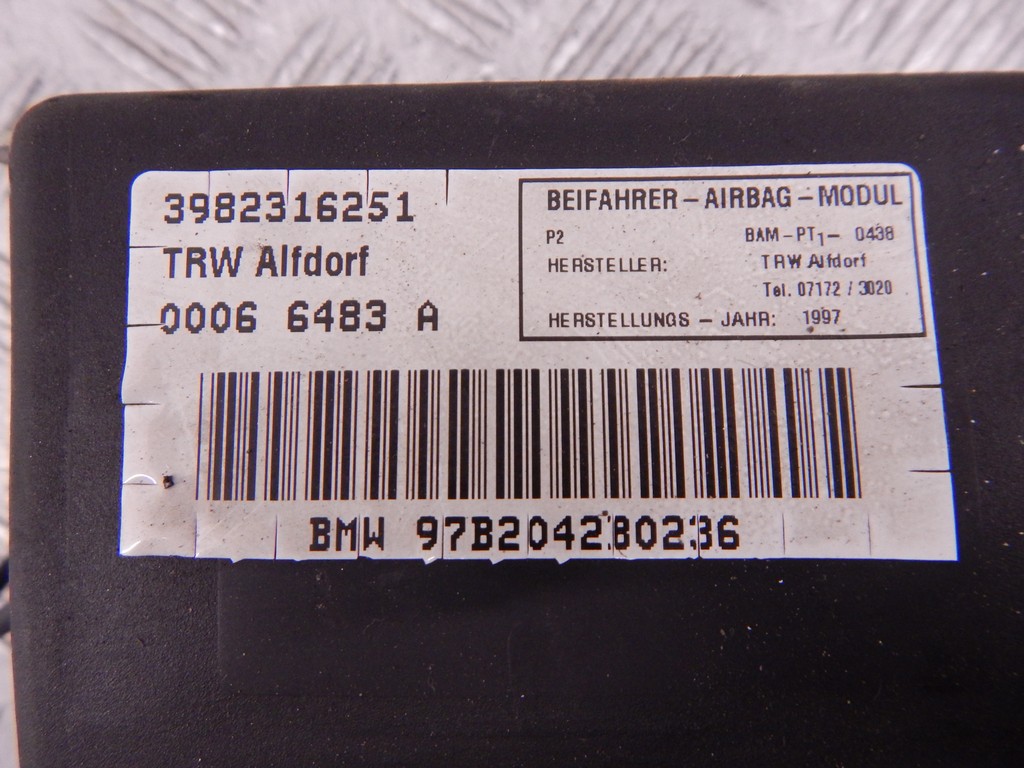 3982316251
TRW Alfdorf
0006 6483 A
BEIFAHRER - AIRBAG - MODUL
P2 BAM - PT1 - 0438
HERSTELLER: TRW Alfdorf
Tel. 07172 / 3020
HERSTELLUNGS - JAHR: 1997
BMW 97B204280236